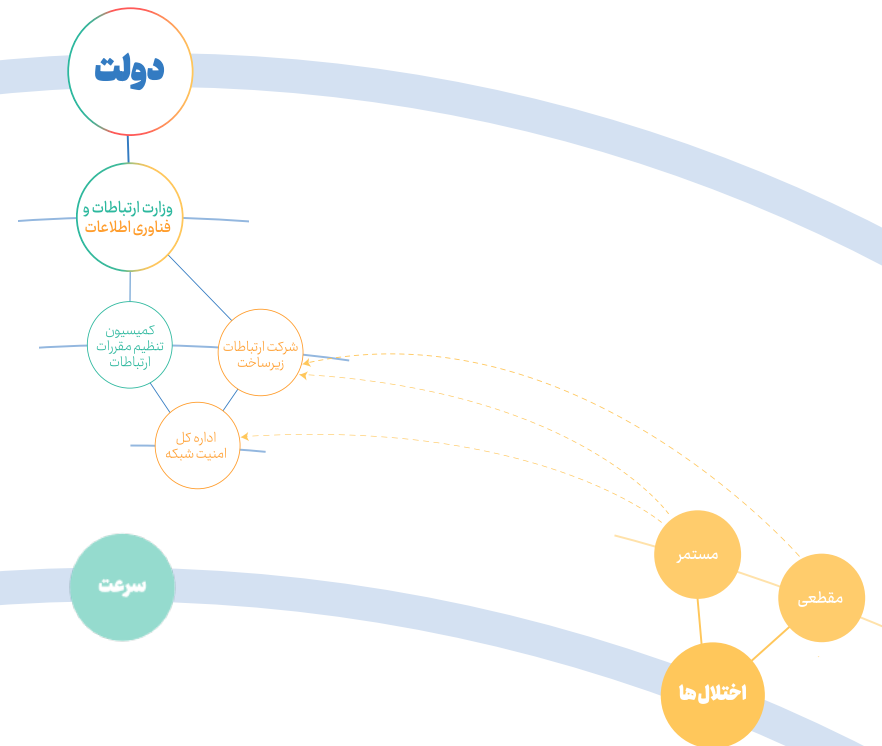 دولت
وزارت ارتباطات و
فناوری اطلاعات
کمیسیون
تنظیم مقررات
ارتباطات
شرکت ارتباطات
زیرساخت
اداره کل
امنیت شبکه
سرعت
مستمر
مقطعی
اختلال‌ها